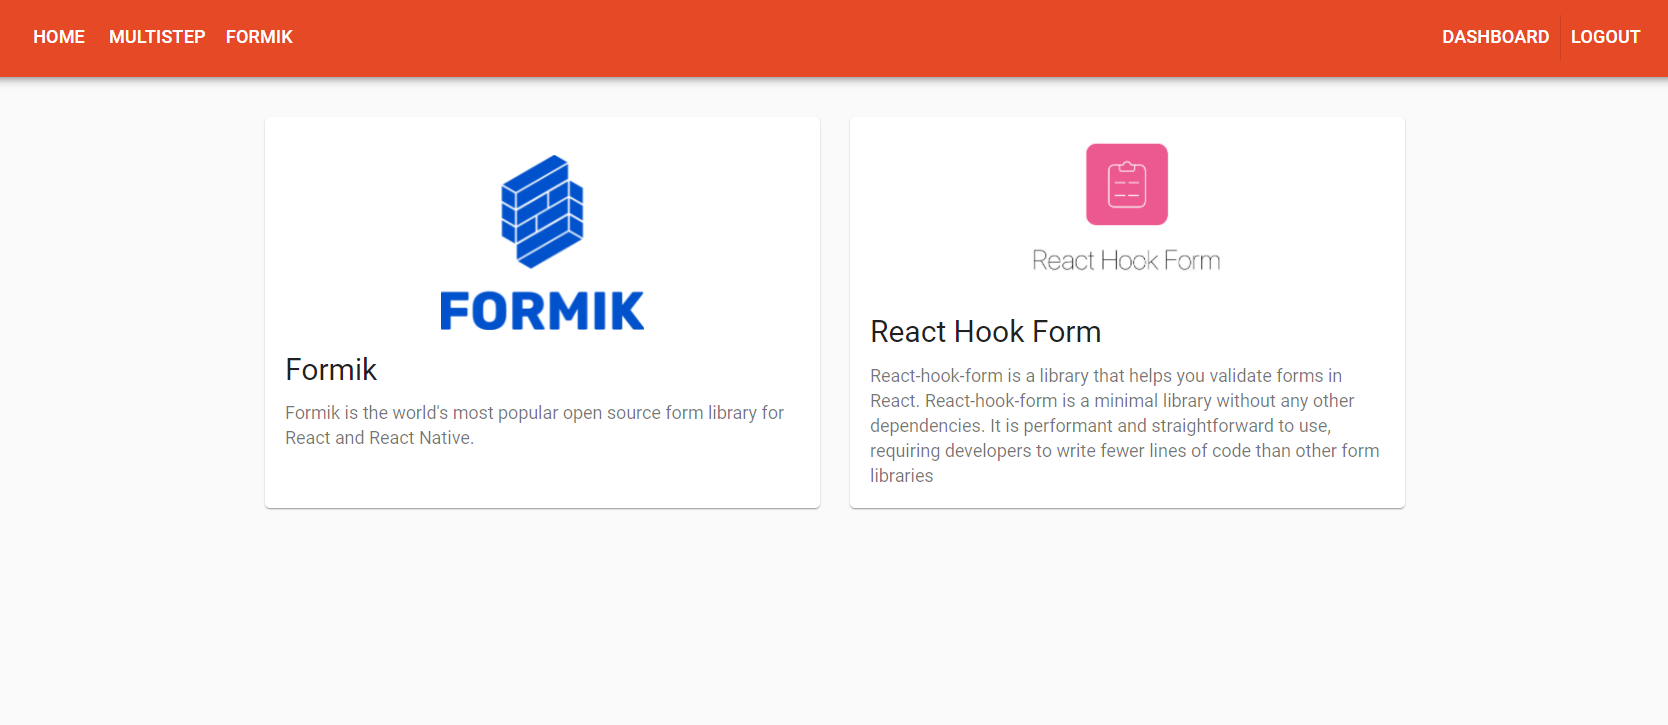 HOME MULTISTEP FORMIK DASHBOARD LOGOUT
FORMIK
Formik
Formik is the world's most popular open source form library for
React and React Native.
React Hook Form
React Hook Form
React-hook-form is a library that helps you validate forms in
React. React-hook-form is a minimal library without any other
dependencies. It is performant and straightforward to use,
requiring developers to write fewer lines of code than other form
libraries